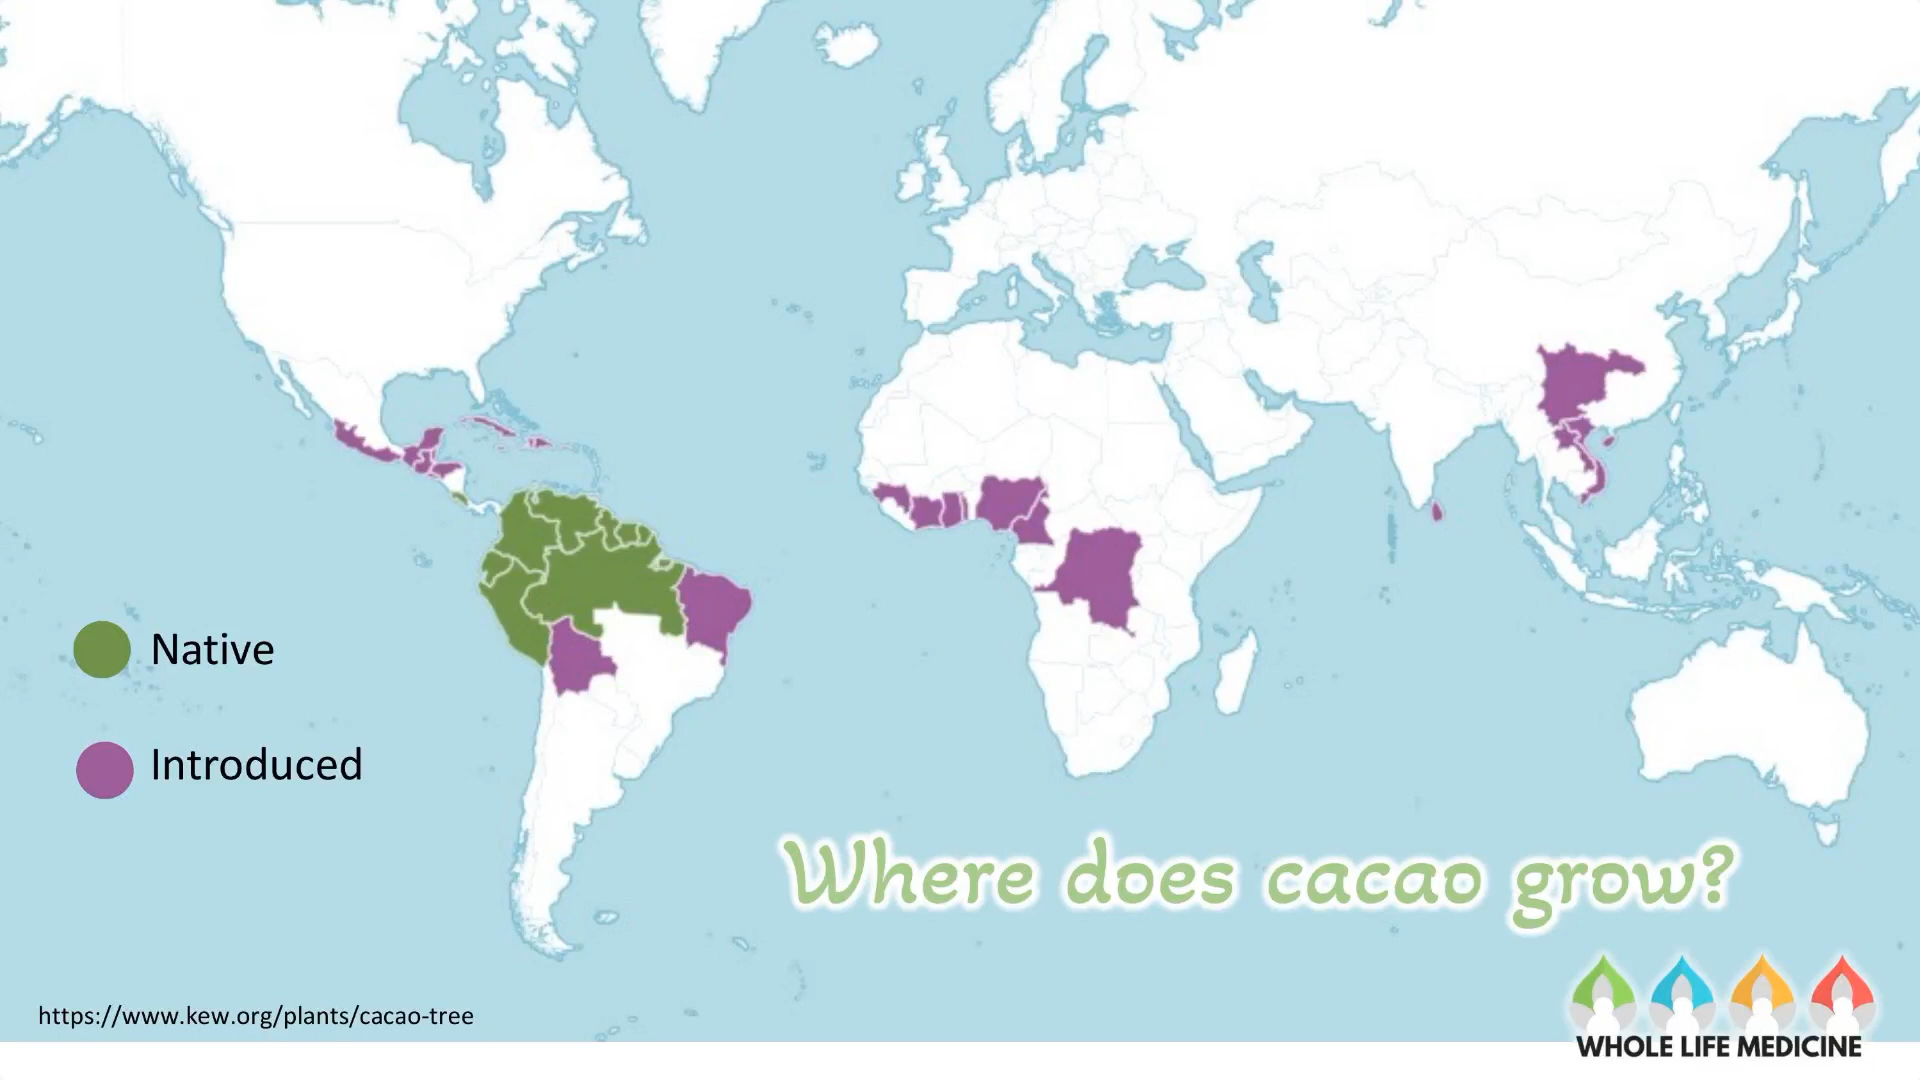 Native
Introduced
Where does cacao grow?
https://www.kew.org/plants/cacao-tree
WHOLE LIFE MEDICINE